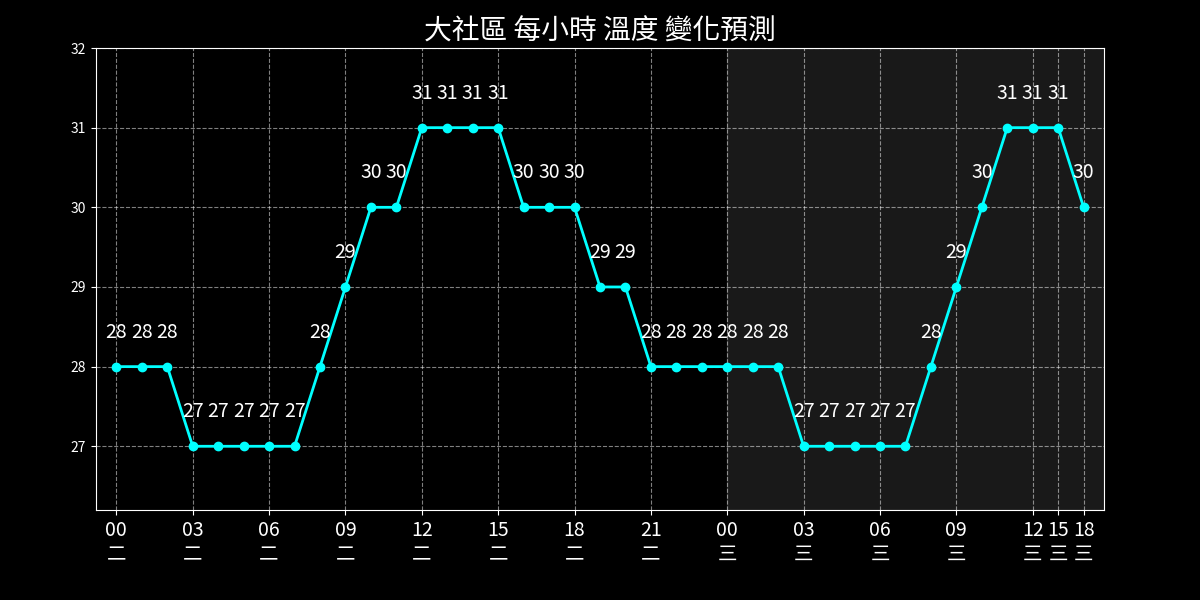 大社區 每小時 溫度 變化預測
32
31 31 31 31 31 31 31
31
30 30 30 30 30 30 30
30
29 29 29 29
29
28 28 28 28 28 28 28 28 28 28 28
28
27 27 27 27 27 27 27 27 27 27
27
00 03 06 09 12 15 18 21 00 03 06 09 12 15 18
二 二 二 二 二 二 二 二 三 三 三 三 三 三 三